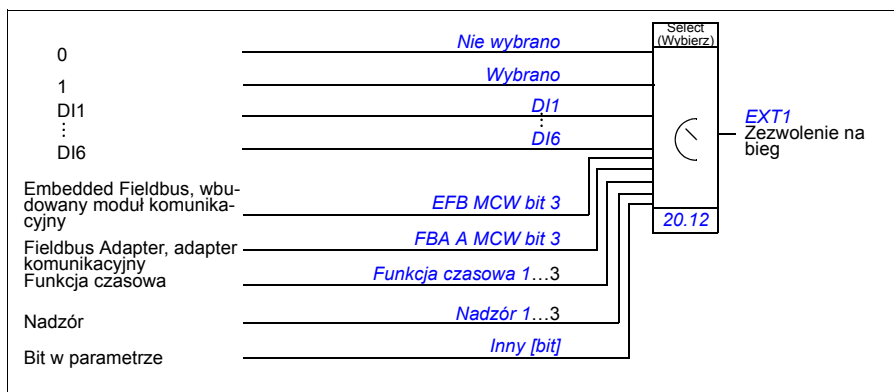 Select
(Wybierz)
0
Nie wybrano
1
Wybrano
DI1
DI1
⋮
⋮
DI6
DI6
EXT1
Zezwolenie na
bieg
Embedded Fieldbus, wbu-
dowany moduł komunika-
cyjny
EFB MCW bit 3
20.12
Fieldbus Adapter, adapter
komunikacyjny
FBA A MCW bit 3
Funkcja czasowa
Funkcja czasowa 1…3
Nadzór
Nadzór 1…3
Bit w parametrze
Inny [bit]